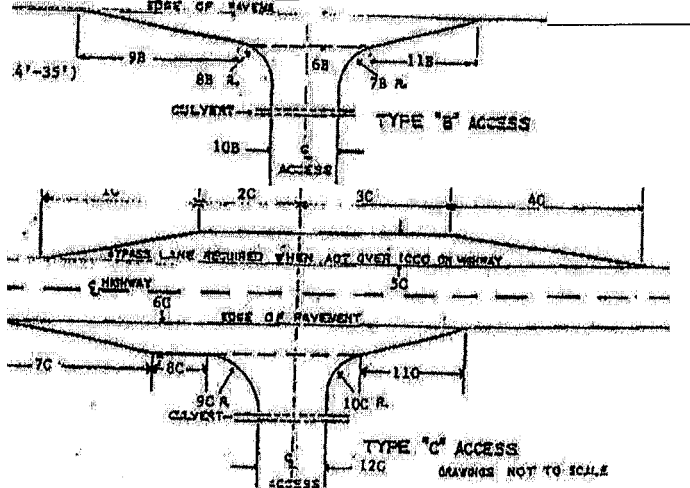 EDGE OF PAVEM
9B
6B
11B
4'-35')
8B R.
7B R.
CULVERT
TYPE "B" ACCESS
10B
℄
ACCESS
2C
3C
4C
BYPASS LANE REQUIRED WHEN ADT OVER 1000 ON HIGHWAY
℄ HIGHWAY
5C
6C
EDGE OF PAVEMENT
7C
8C
11C
9C R.
10C R.
CULVERT
TYPE "C" ACCESS
℄
12C
ACCESS
DRAWINGS NOT TO SCALE